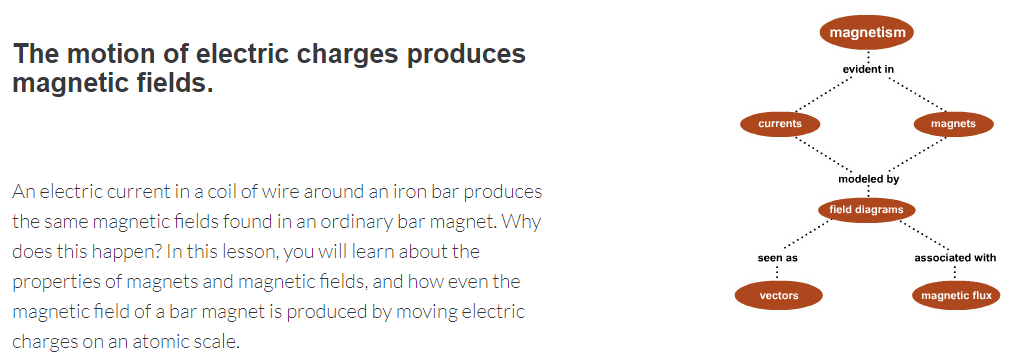 The motion of electric charges produces
magnetic fields.
An electric current in a coil of wire around an iron bar produces
the same magnetic fields found in an ordinary bar magnet. Why
does this happen? In this lesson, you will learn about the
properties of magnets and magnetic fields, and how even the
magnetic field of a bar magnet is produced by moving electric
charges on an atomic scale.
magnetism
evident in
currents
magnets
modeled by
field diagrams
seen as
associated with
vectors
magnetic flux